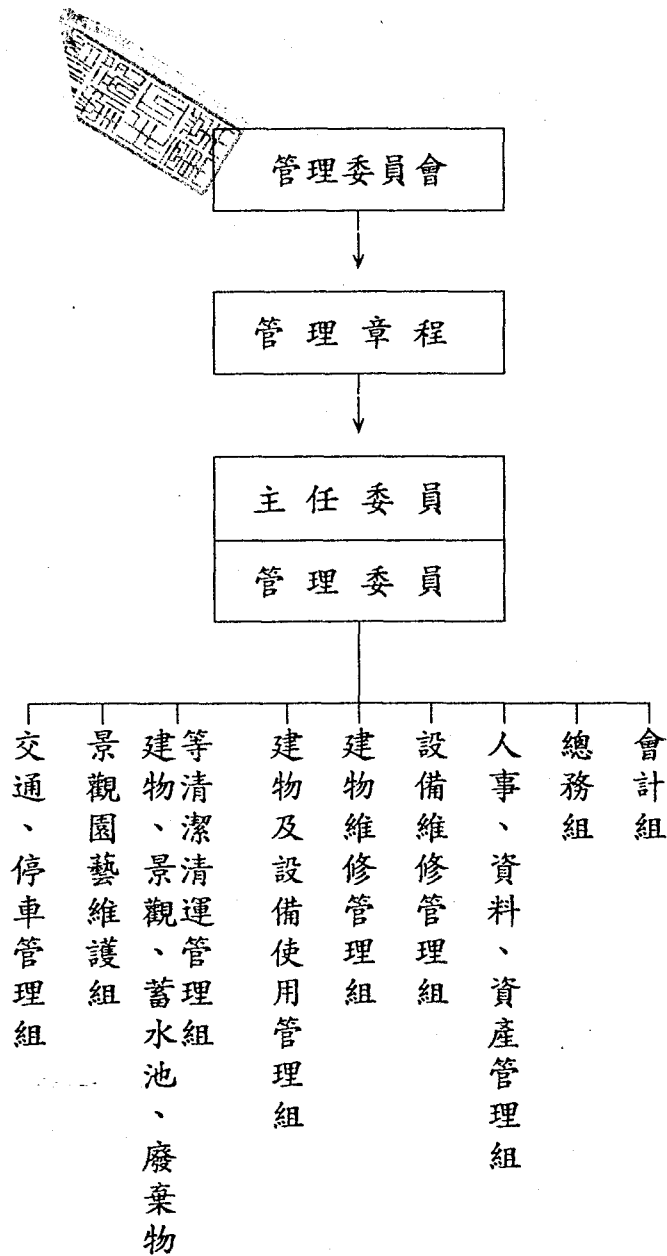 管理委員會
管理章程
主任委員
管理委員
交通、停車管理組
景觀園藝維護組
建物、景觀、蓄水池、廢棄物
等清潔清運管理組
建物及設備使用管理組
建物維修管理組
設備維修管理組
人事、資料、資產管理組
總務組
會計組